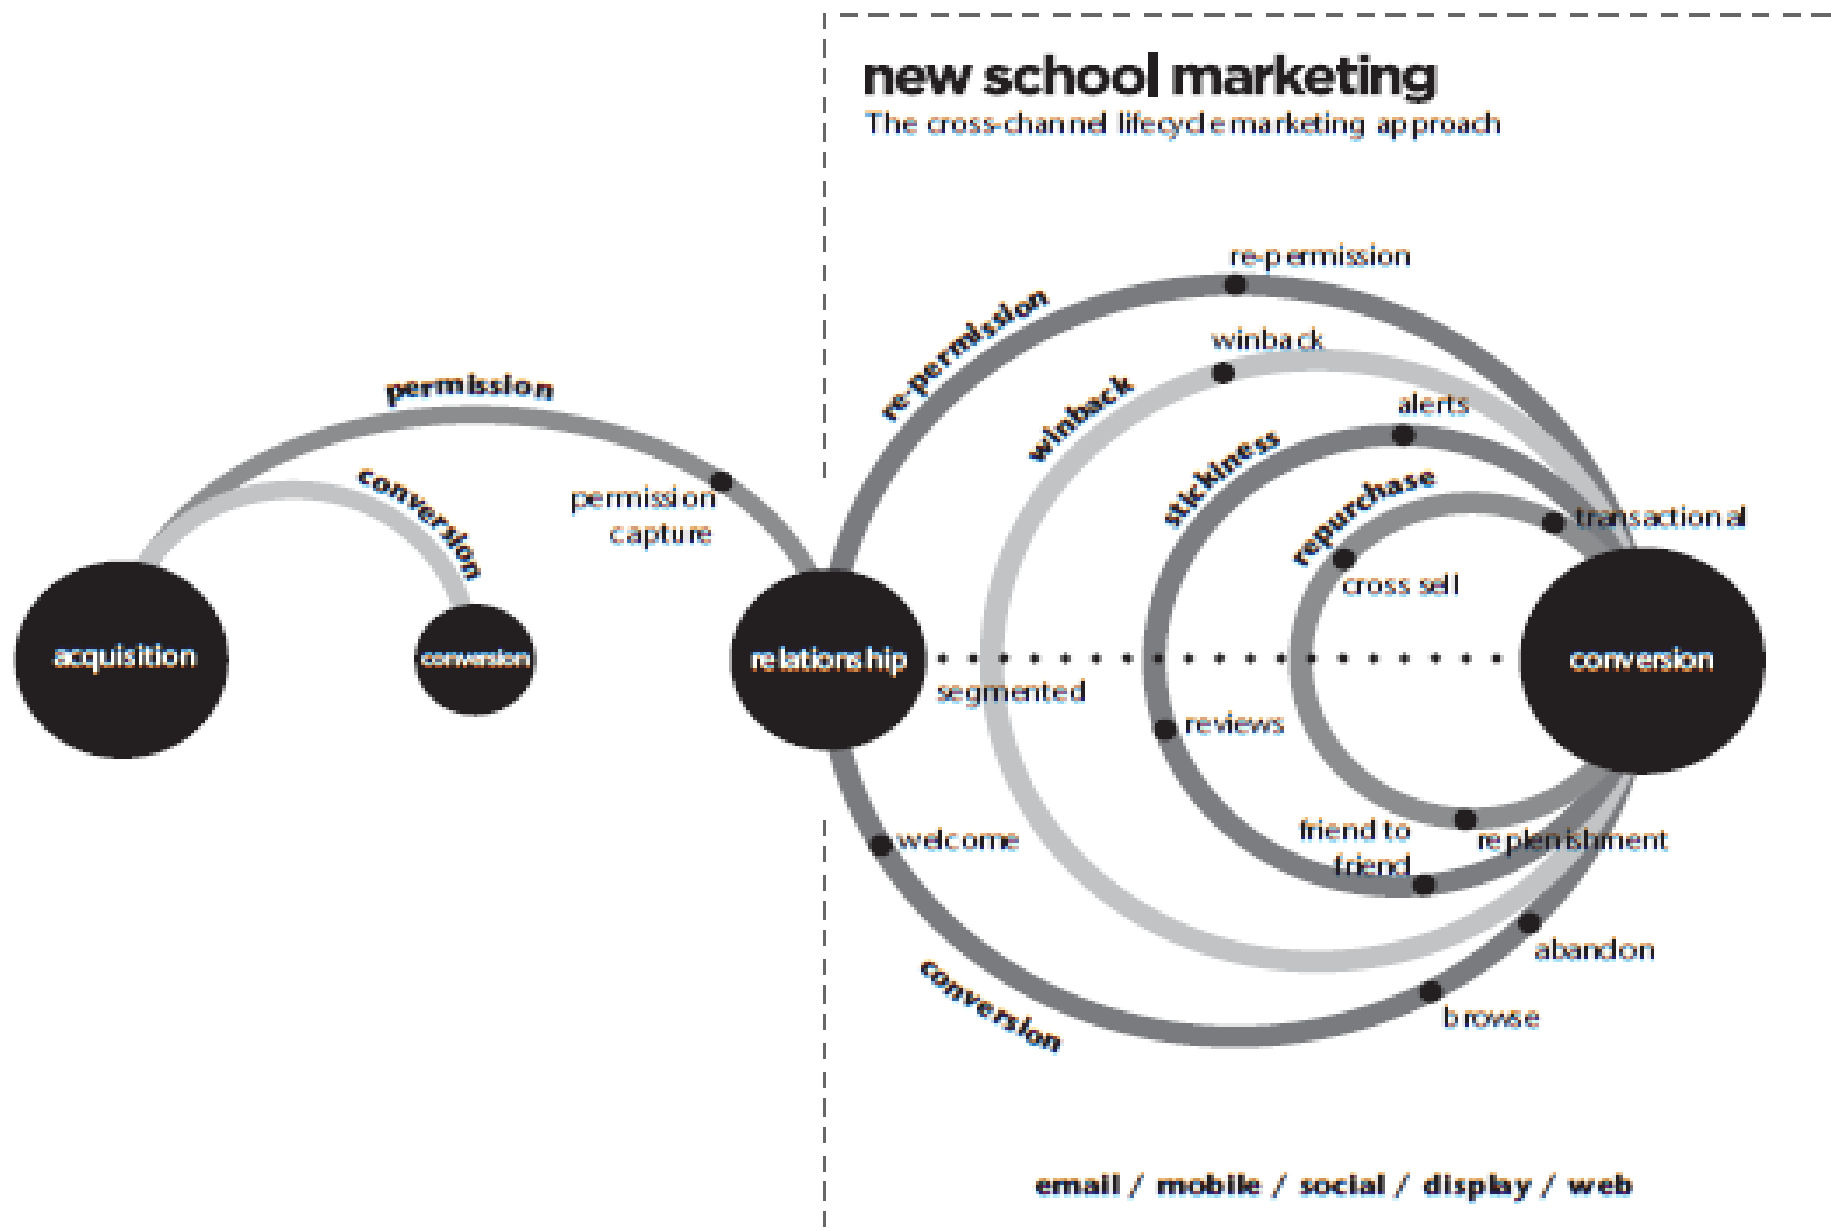 new school marketing
The cross-channel lifecycle marketing approach
re-permission
re-permission
winback
winback
alerts
stickiness
permission
conversion
permission
capture
repurchase
transactional
cross sell
acquisition
conversion
relationship
conversion
segmented
reviews
welcome
friend to
friend
replenishment
abandon
conversion
browse
email / mobile / social / display / web